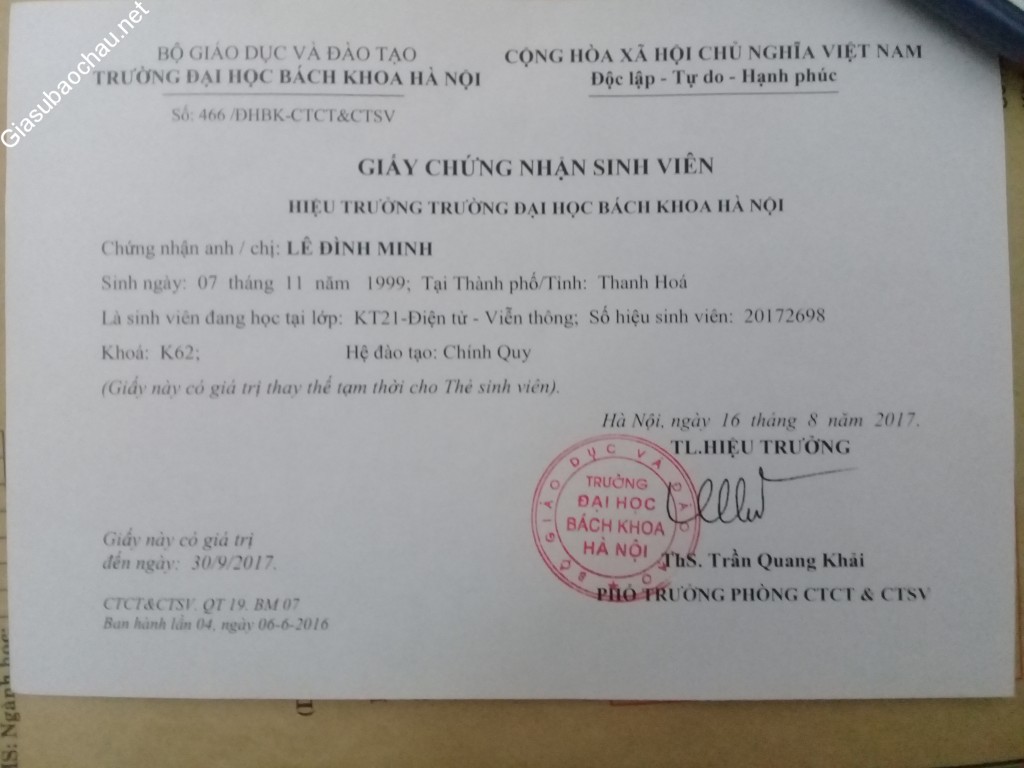 Giasubaochau.net
BỘ GIÁO DỤC VÀ ĐÀO TẠO
TRƯỜNG ĐẠI HỌC BÁCH KHOA HÀ NỘI
Số: 466 /ĐHBK-CTCT&CTSV
CỘNG HÒA XÃ HỘI CHỦ NGHĨA VIỆT NAM
Độc lập - Tự do - Hạnh phúc
GIẤY CHỨNG NHẬN SINH VIÊN
HIỆU TRƯỞNG TRƯỜNG ĐẠI HỌC BÁCH KHOA HÀ NỘI
Chứng nhận anh / chị: LÊ ĐÌNH MINH
Sinh ngày: 07 tháng 11 năm 1999; Tại Thành phố/Tỉnh: Thanh Hoá
Là sinh viên đang học tại lớp: KT21-Điện tử - Viễn thông; Số hiệu sinh viên: 20172698
Khoá: K62; Hệ đào tạo: Chính Quy
(Giấy này có giá trị thay thế tạm thời cho Thẻ sinh viên).
Hà Nội, ngày 16 tháng 8 năm 2017.
TL.HIỆU TRƯỞNG
BỘ GIÁO DỤC VÀ ĐÀO TẠO
TRƯỜNG
ĐẠI HỌC
BÁCH KHOA
HÀ NỘI
ThS. Trần Quang Khải
PHÓ TRƯỞNG PHÒNG CTCT & CTSV
Giấy này có giá trị
đến ngày: 30/9/2017.
CTCT&CTSV. QT 19. BM 07
Ban hành lần 04, ngày 06-6-2016
Ngành học: